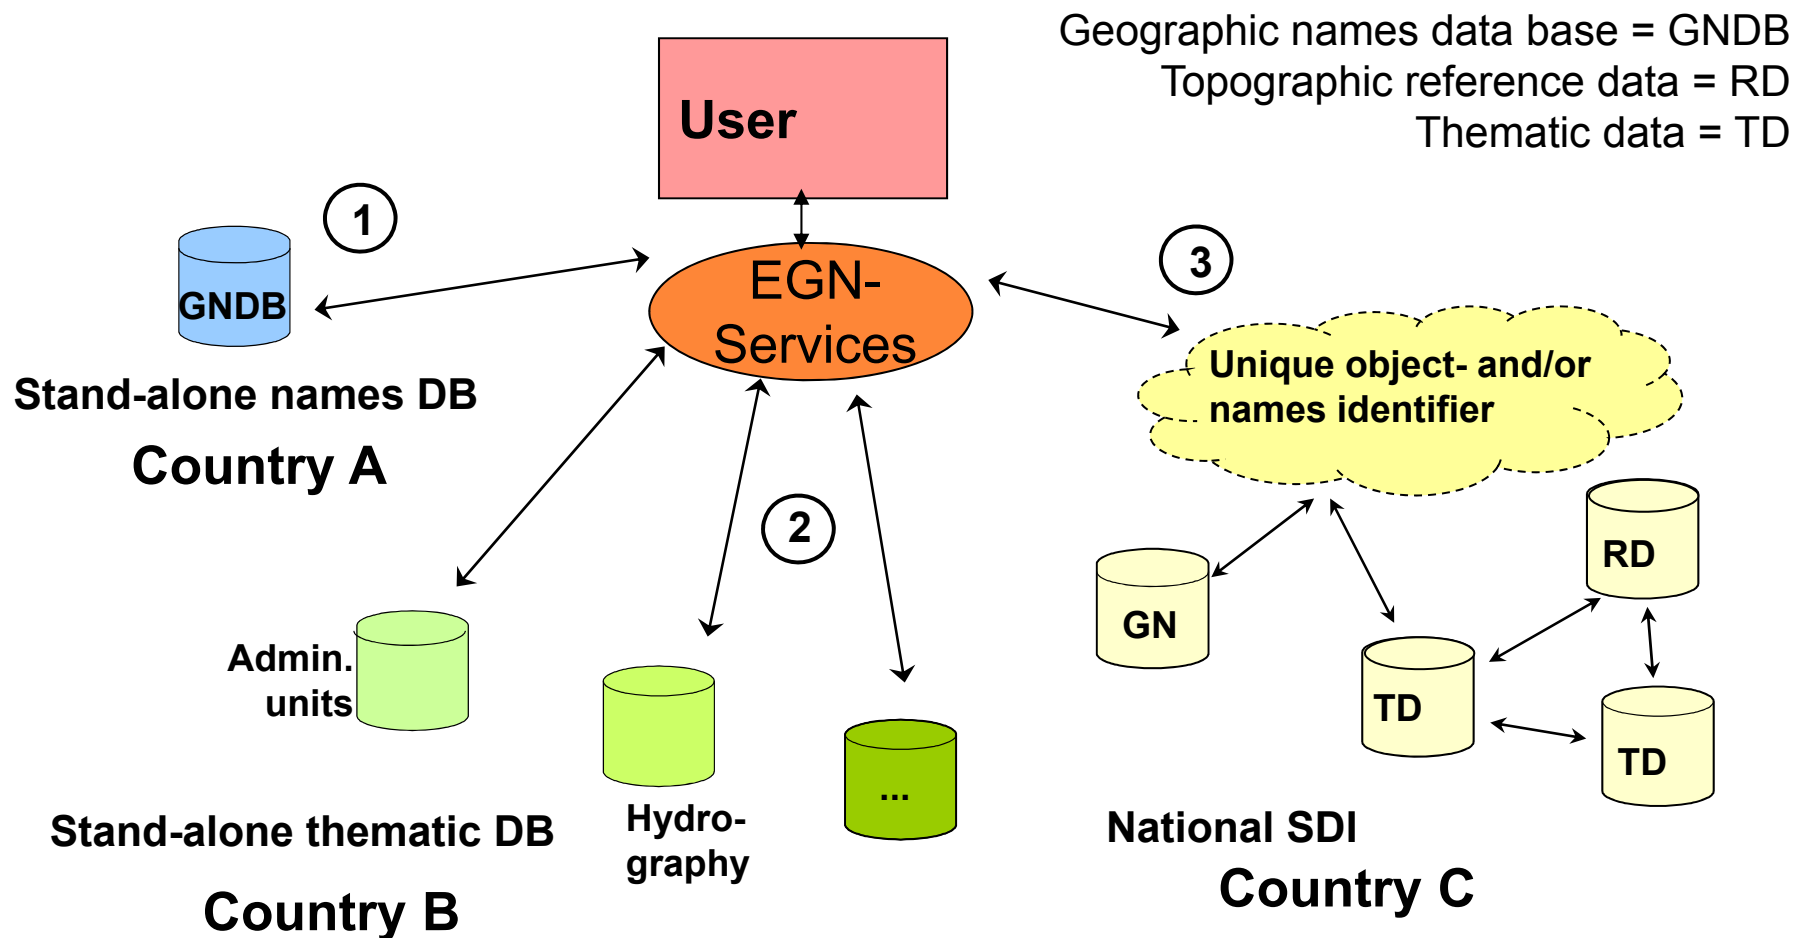 Geographic names data base = GNDB
Topographic reference data = RD
Thematic data = TD
User
1
GNDB
Stand-alone names DB
Country A
EGN-
Services
3
Unique object- and/or
names identifier
2
Admin.
units
Hydro-
graphy
...
Stand-alone thematic DB
Country B
GN
RD
TD
TD
National SDI
Country C